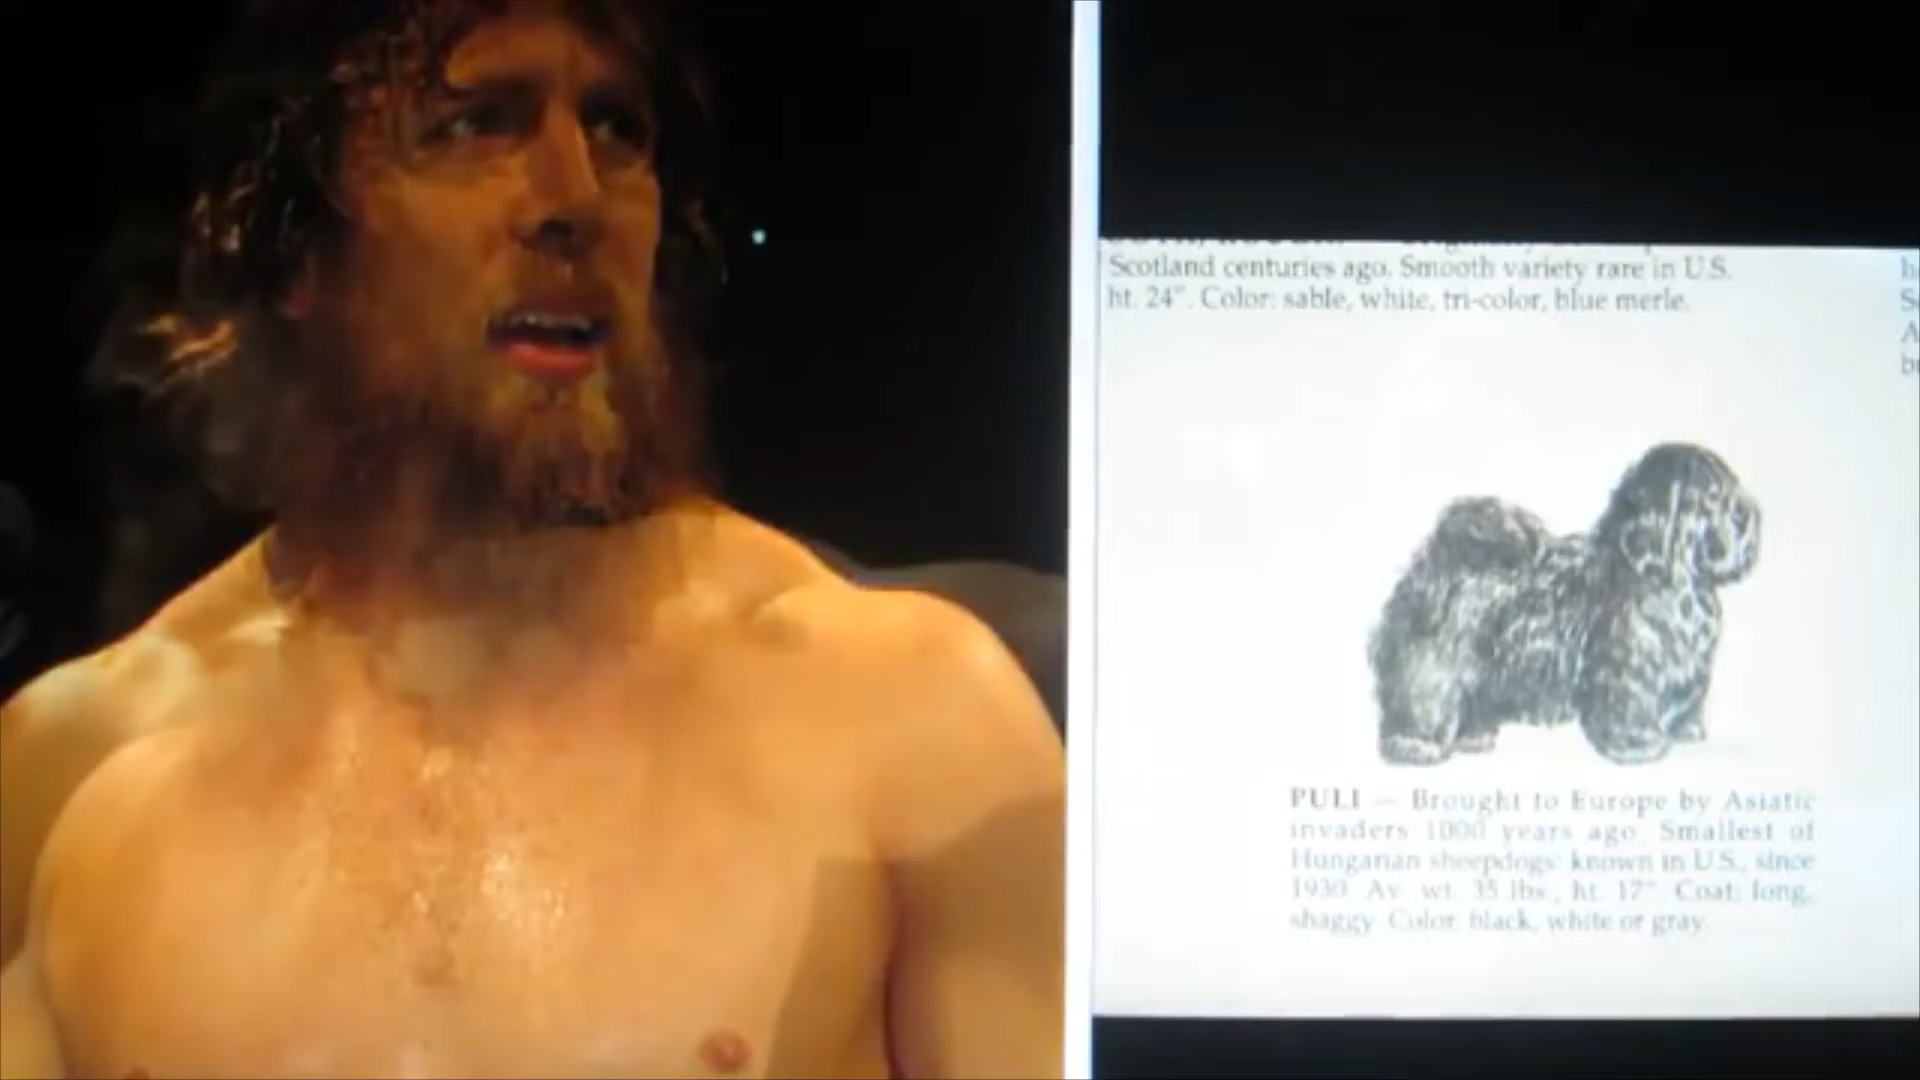 Scotland centuries ago. Smooth variety rare in U.S.
ht. 24". Color: sable, white, tri-color, blue merle.
PULI — Brought to Europe by Asiatic
invaders 1000 years ago. Smallest of
Hungarian sheepdogs: known in U.S., since
1930. Av. wt. 35 lbs., ht. 17". Coat: long,
shaggy. Color: black, white or gray.